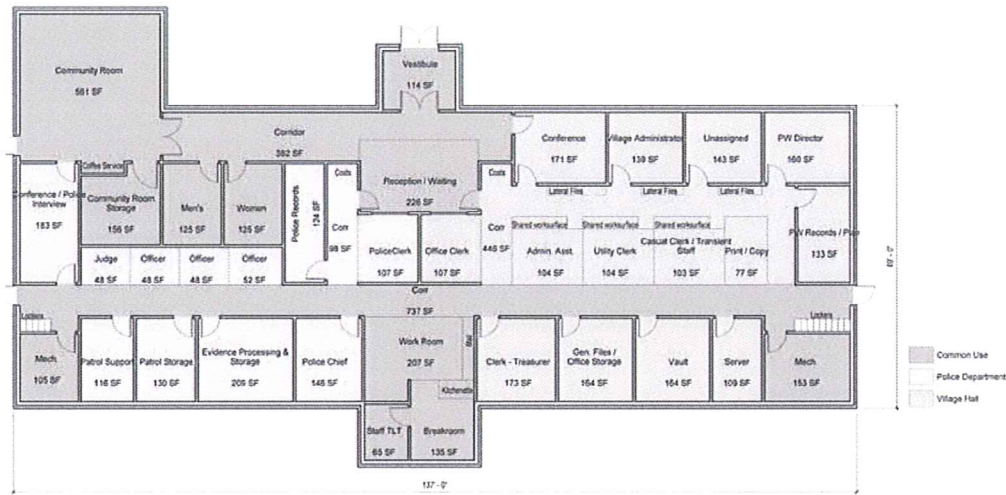 Vestibule
114 SF
Community Room
561 SF
Corridor
382 SF
Conference
171 SF
Village Administrator
139 SF
Unassigned
143 SF
PW Director
160 SF
Coffee Service
Coats
Reception / Waiting
226 SF
Coats
Lateral Files
Lateral Files
Lateral Files
Conference / Police
Interview
183 SF
Community Room
Storage
156 SF
Men's
125 SF
Women
125 SF
Police Records
124 SF
Corr
98 SF
Police Clerk
107 SF
Office Clerk
107 SF
Corr
446 SF
Shared worksurface
Shared worksurface
Shared worksurface
Admin. Asst.
104 SF
Utility Clerk
104 SF
Casual Clerk / Transient
Staff
103 SF
Print / Copy
77 SF
PW Records / Plan
133 SF
Judge
48 SF
Officer
48 SF
Officer
48 SF
Officer
52 SF
Corr
737 SF
Lockers
Lockers
Mech.
105 SF
Patrol Support
116 SF
Patrol Storage
130 SF
Evidence Processing &
Storage
Police Chief
Work Room
207 SF
Mail
Kitchenette
Clerk - Treasurer
173 SF
Gen. Files /
Office Storage
164 SF
Vault
164 SF
Server
109 SF
Mech.
153 SF
Staff TLT
65 SF
Breakroom
135 SF
137' - 0"
Common Use
Police Department
Village Hall